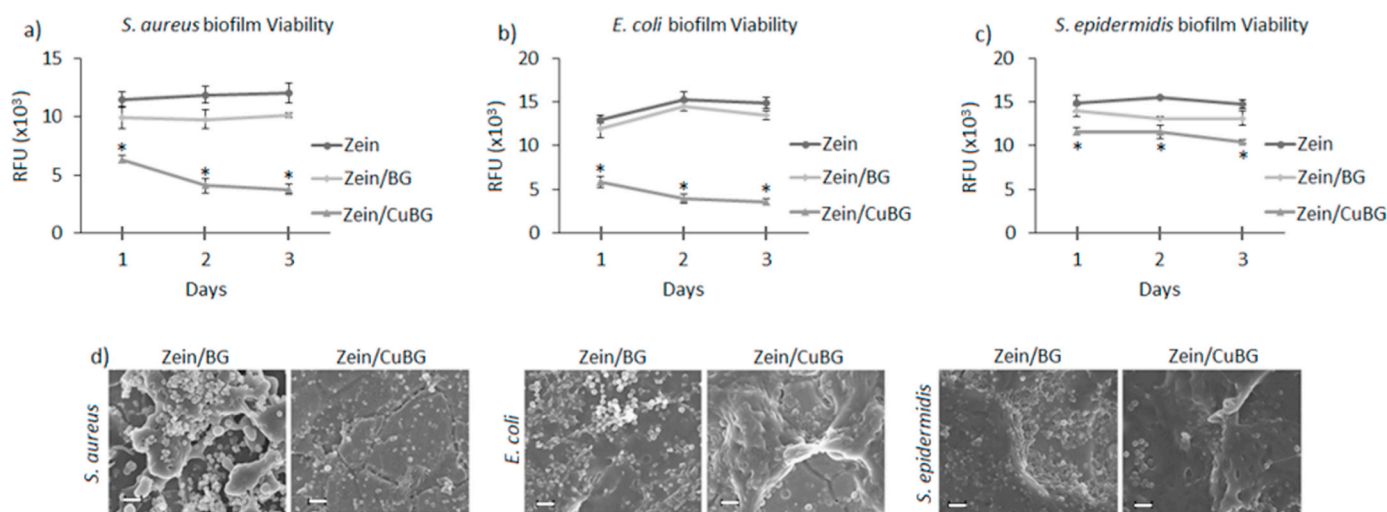 a)
S. aureus biofilm Viability
15
10
5
0
RFU (x10³)
*
*
*
1 2 3
Days
Zein
Zein/BG
Zein/CuBG
b)
E. coli biofilm Viability
20
15
10
5
0
RFU (x10³)
*
*
*
1 2 3
Days
Zein
Zein/BG
Zein/CuBG
c)
S. epidermidis biofilm Viability
20
15
10
5
0
RFU (x10³)
*
*
*
1 2 3
Days
Zein
Zein/BG
Zein/CuBG
d)
Zein/BG
Zein/CuBG
S. aureus
Zein/BG
Zein/CuBG
E. coli
Zein/BG
Zein/CuBG
S. epidermidis